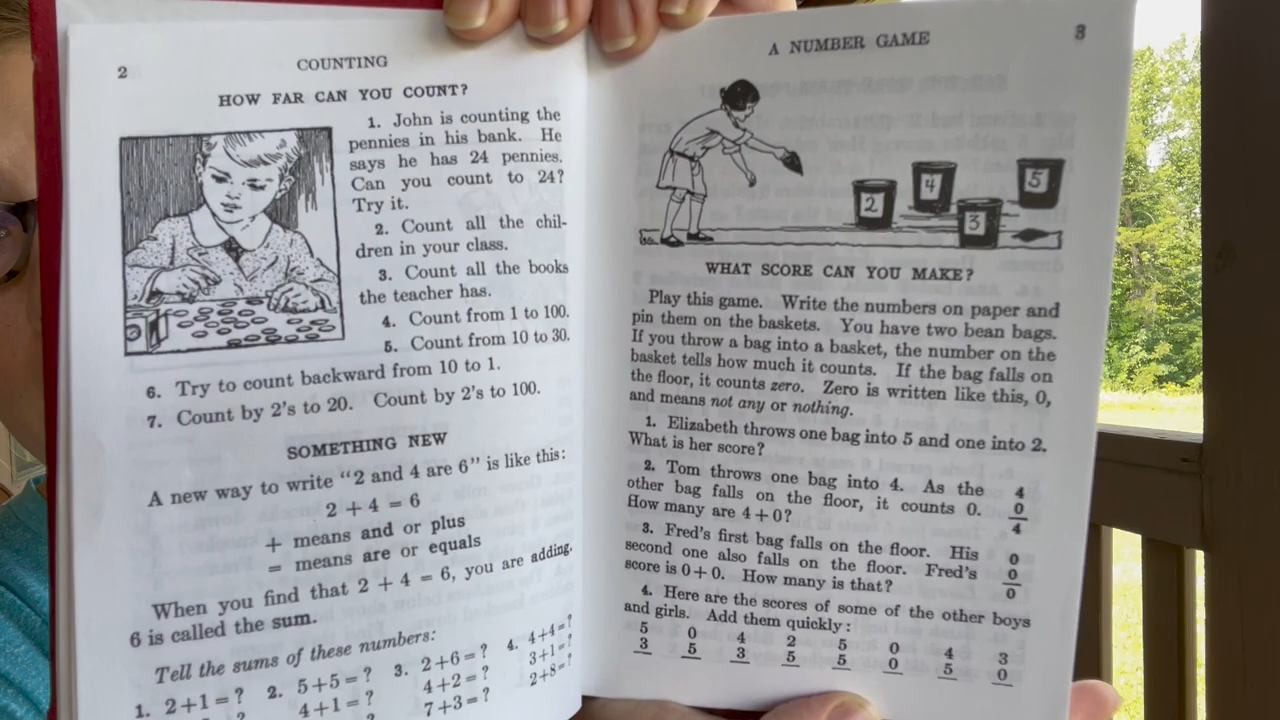 2
COUNTING
HOW FAR CAN YOU COUNT?
1. John is counting the
pennies in his bank. He
says he has 24 pennies.
Can you count to 24?
Try it.
2. Count all the chil-
dren in your class.
3. Count all the books
the teacher has.
4. Count from 1 to 100.
5. Count from 10 to 30.
6. Try to count backward from 10 to 1.
7. Count by 2's to 20. Count by 2's to 100.
SOMETHING NEW
A new way to write "2 and 4 are 6" is like this:
2 + 4 = 6
+ means and or plus
= means are or equals
When you find that 2 + 4 = 6, you are adding.
6 is called the sum.
Tell the sums of these numbers:
1. 2+1=? 2. 5+5=? 3. 2+6=? 4. 4+4=?
4+1=? 4+2=? 3+1=?
7+3=? 2+8=?
A NUMBER GAME
3
2
4
3
5
WHAT SCORE CAN YOU MAKE?
Play this game. Write the numbers on paper and
pin them on the baskets. You have two bean bags.
If you throw a bag into a basket, the number on the
basket tells how much it counts. If the bag falls on
the floor, it counts zero. Zero is written like this, 0,
and means not any or nothing.
1. Elizabeth throws one bag into 5 and one into 2.
What is her score?
2. Tom throws one bag into 4. As the
other bag falls on the floor, it counts 0.
How many are 4+0?
4
0
4
3. Fred's first bag falls on the floor. His
second one also falls on the floor. Fred's
score is 0+0. How many is that?
0
0
0
4. Here are the scores of some of the other boys
and girls. Add them quickly:
5 0 4 2 5 0 4 3
3 5 3 5 5 0 5 0